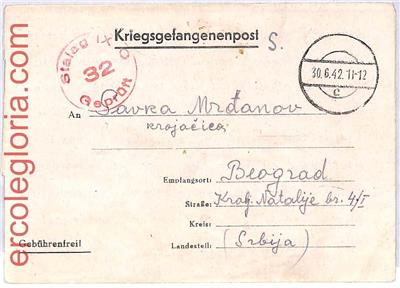 ercolegloria.com
Kriegsgefangenenpost
S.
Stalag IX C
32
Geprüft
30.6.42.11-12
c
An Savka Mrđanov
krojačica
Empfangsort: Beograd
Straße: Kralj. Natalije br. 4/I
Kreis:
Gebührenfrei!
Landesteil: (Srbija)